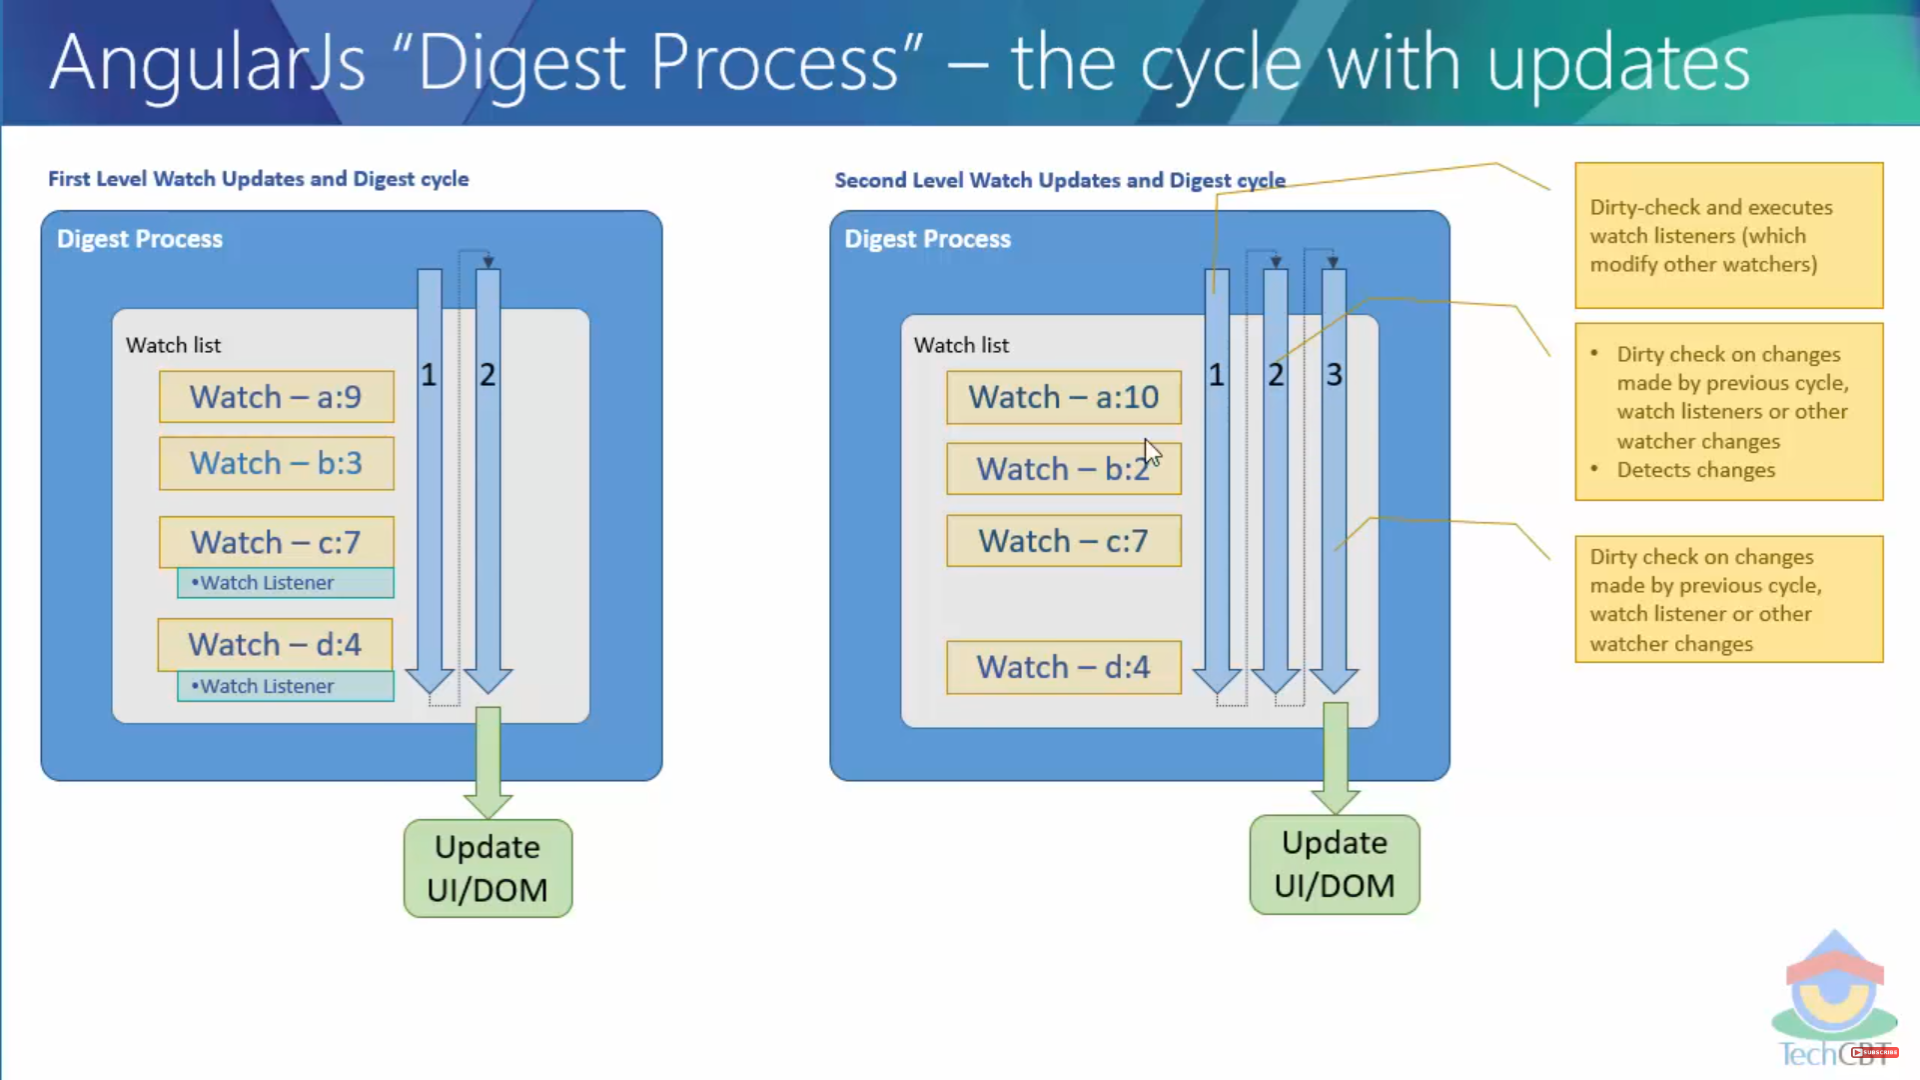 AngularJs “Digest Process” – the cycle with updates
First Level Watch Updates and Digest cycle
Digest Process
Watch list
1
2
Watch – a:9
Watch – b:3
Watch – c:7
•Watch Listener
Watch – d:4
•Watch Listener
Update
UI/DOM
Second Level Watch Updates and Digest cycle
Digest Process
Watch list
1
2
3
Watch – a:10
Watch – b:2
Watch – c:7
Watch – d:4
Update
UI/DOM
Dirty-check and executes
watch listeners (which
modify other watchers)
• Dirty check on changes
made by previous cycle,
watch listeners or other
watcher changes
• Detects changes
Dirty check on changes
made by previous cycle,
watch listener or other
watcher changes
TechCBT
SUBSCRIBE